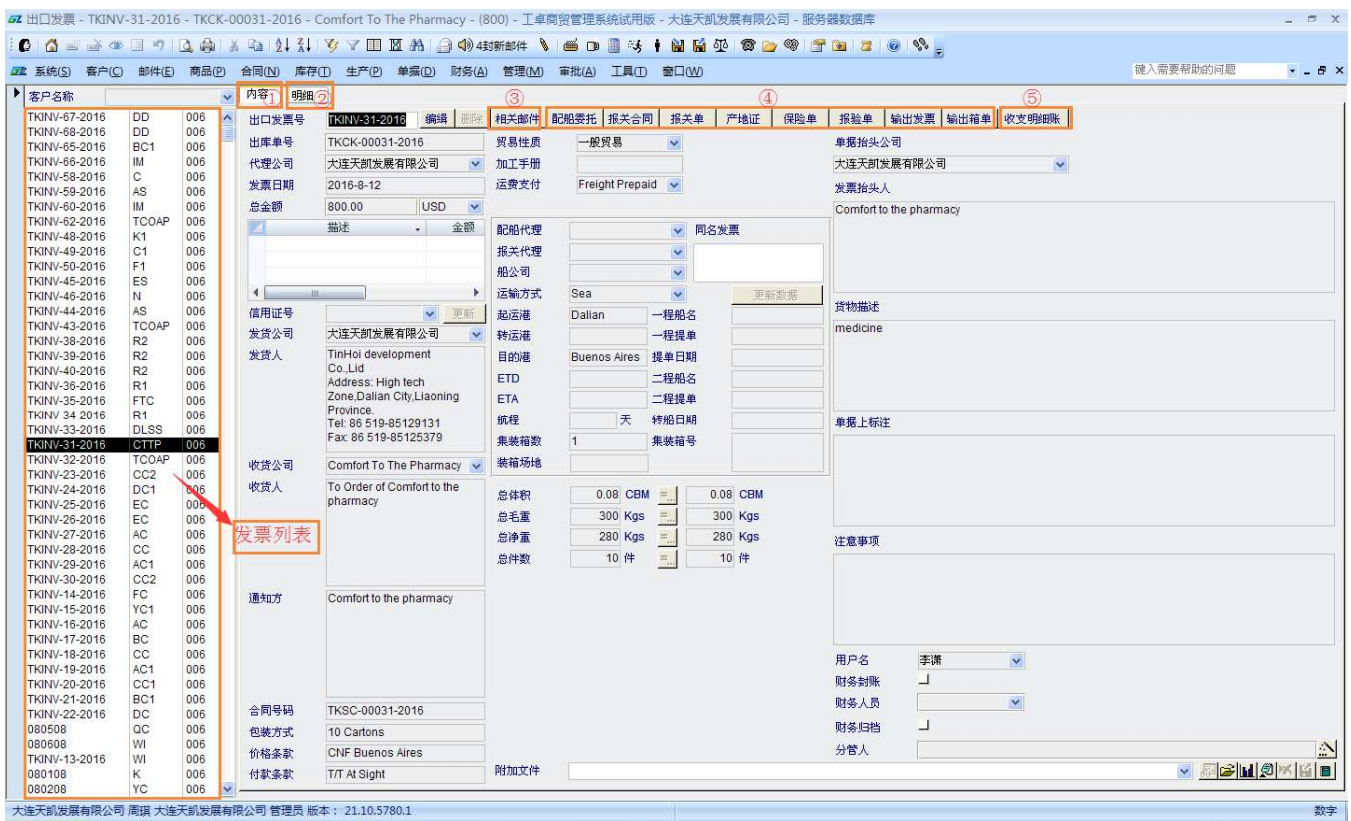 出口发票 - TKINV-31-2016 - TKCK-00031-2016 - Comfort To The Pharmacy - (800) - 工卓商贸管理系统试用版 - 大连天凯发展有限公司 - 服务器数据库
4封新邮件
系统(S) 客户(C) 邮件(E) 商品(P) 合同(N) 库存(T) 生产(P) 单据(D) 财务(A) 管理(M) 审批(A) 工具(T) 窗口(W) 键入需要帮助的问题
客户名称
TKINV-67-2016 DD 006
TKINV-68-2016 DD 006
TKINV-65-2016 BC1 006
TKINV-66-2016 IM 006
TKINV-58-2016 C 006
TKINV-59-2016 AS 006
TKINV-60-2016 IM 006
TKINV-62-2016 TCOAP 006
TKINV-48-2016 K1 006
TKINV-49-2016 C1 006
TKINV-50-2016 F1 006
TKINV-45-2016 ES 006
TKINV-46-2016 N 006
TKINV-44-2016 AS 006
TKINV-43-2016 TCOAP 006
TKINV-38-2016 R2 006
TKINV-39-2016 R2 006
TKINV-40-2016 R2 006
TKINV-36-2016 R1 006
TKINV-35-2016 FTC 006
TKINV 34 2016 R1 006
TKINV-33-2016 DLSS 006
TKINV-31-2016 CTTP 006
TKINV-32-2016 TCOAP 006
TKINV-23-2016 CC2 006
TKINV-24-2016 DC1 006
TKINV-25-2016 EC 006
TKINV-26-2016 EC 006
TKINV-27-2016 AC 006
TKINV-28-2016 CC 006
TKINV-29-2016 AC1 006
TKINV-30-2016 CC2 006
TKINV-14-2016 FC 006
TKINV-15-2016 YC1 006
TKINV-16-2016 AC 006
TKINV-17-2016 BC 006
TKINV-18-2016 CC 006
TKINV-19-2016 AC1 006
TKINV-20-2016 CC1 006
TKINV-21-2016 BC1 006
TKINV-22-2016 DC 006
080508 QC 006
080608 WI 006
TKINV-13-2016 WI 006
080108 K 006
080208 YC 006
发票列表
内容① 明细② ③ ④ ⑤
出口发票号 TKINV-31-2016 编缉 删除 相关邮件 配船委托 报关合同 报关单 产地证 保险单 报验单 输出发票 输出箱单 收支明细账
出库单号 TKCK-00031-2016
代理公司 大连天凯发展有限公司
发票日期 2016-8-12
总金额 800.00 USD
描述 金额
信用证号 更新
发货公司 大连天凯发展有限公司
发货人 TinHoi development
Co.,Lid
Address: High tech
Zone,Dalian City,Liaoning
Province.
Tel: 86 519-85129131
Fax: 86 519-85125379
收货公司 Comfort To The Pharmacy
收货人 To Order of Comfort to the
pharmacy
通知方 Comfort to the pharmacy
合同号码 TKSC-00031-2016
包装方式 10 Cartons
价格条款 CNF Buenos Aires
付款条款 T/T At Sight
贸易性质 一般贸易
加工手册
运费支付 Freight Prepaid
配船代理 同名发票
报关代理
船公司
运输方式 Sea 更新数据
起运港 Dalian 一程船名
转运港 一程提单
目的港 Buenos Aires 提单日期
ETD 二程船名
ETA 二程提单
航程 天 转船日期
集装箱数 1 集装箱号
装箱场地
总体积 0.08 CBM =... 0.08 CBM
总毛重 300 Kgs =... 300 Kgs
总净重 280 Kgs =... 280 Kgs
总件数 10 件 =... 10 件
附加文件
单据抬头公司
大连天凯发展有限公司
发票抬头人
Comfort to the pharmacy
货物描述
medicine
单据上标注
注意事项
用户名 李潇
财务封账
财务人员
财务归档
分管人
大连天凯发展有限公司 周琪 大连天凯发展有限公司 管理员 版本： 21.10.5780.1 数字